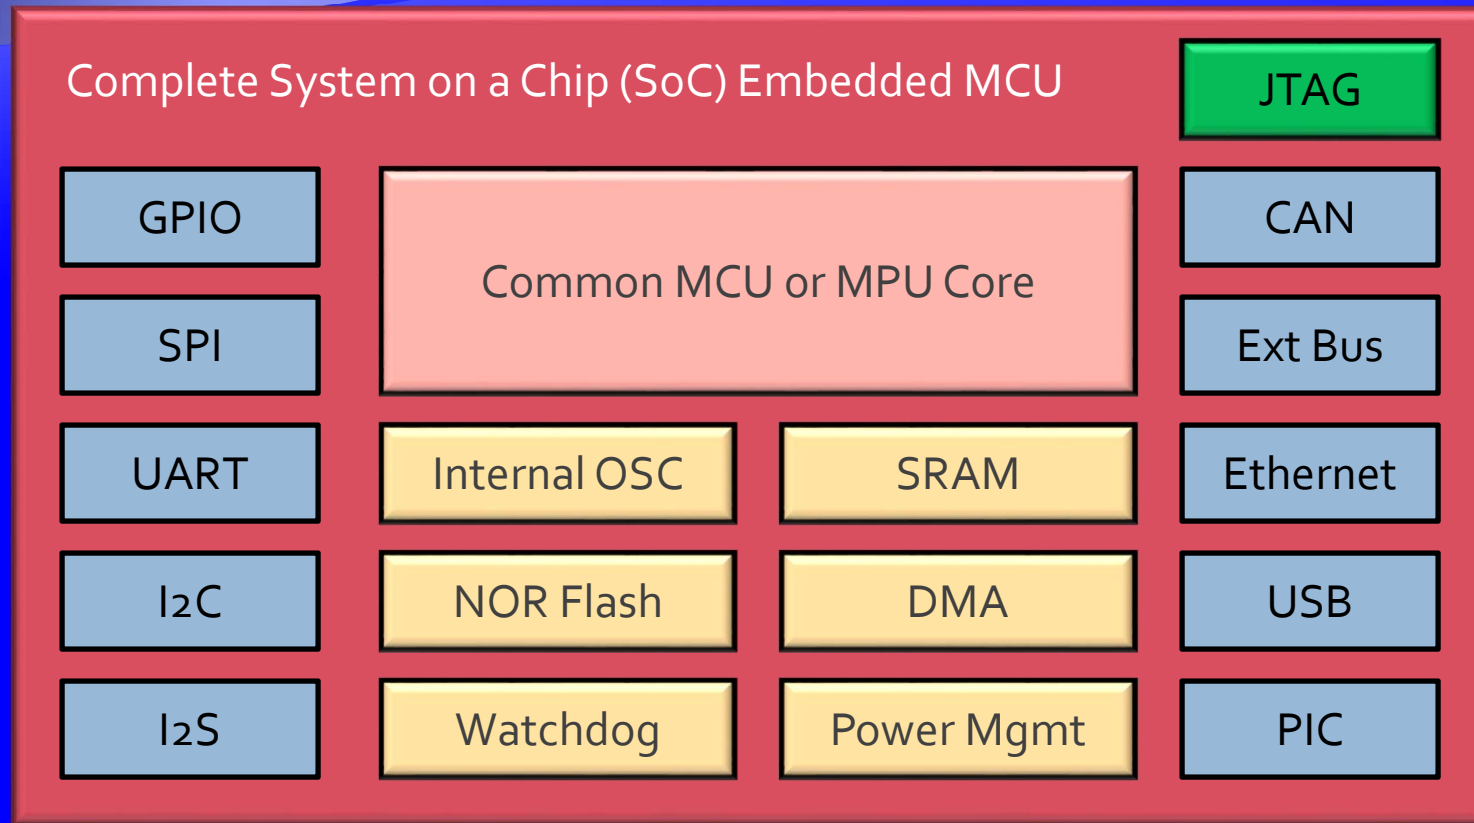 Complete System on a Chip (SoC) Embedded MCU
JTAG
GPIO
Common MCU or MPU Core
CAN
SPI
Ext Bus
UART
Internal OSC
SRAM
Ethernet
I2C
NOR Flash
DMA
USB
I2S
Watchdog
Power Mgmt
PIC